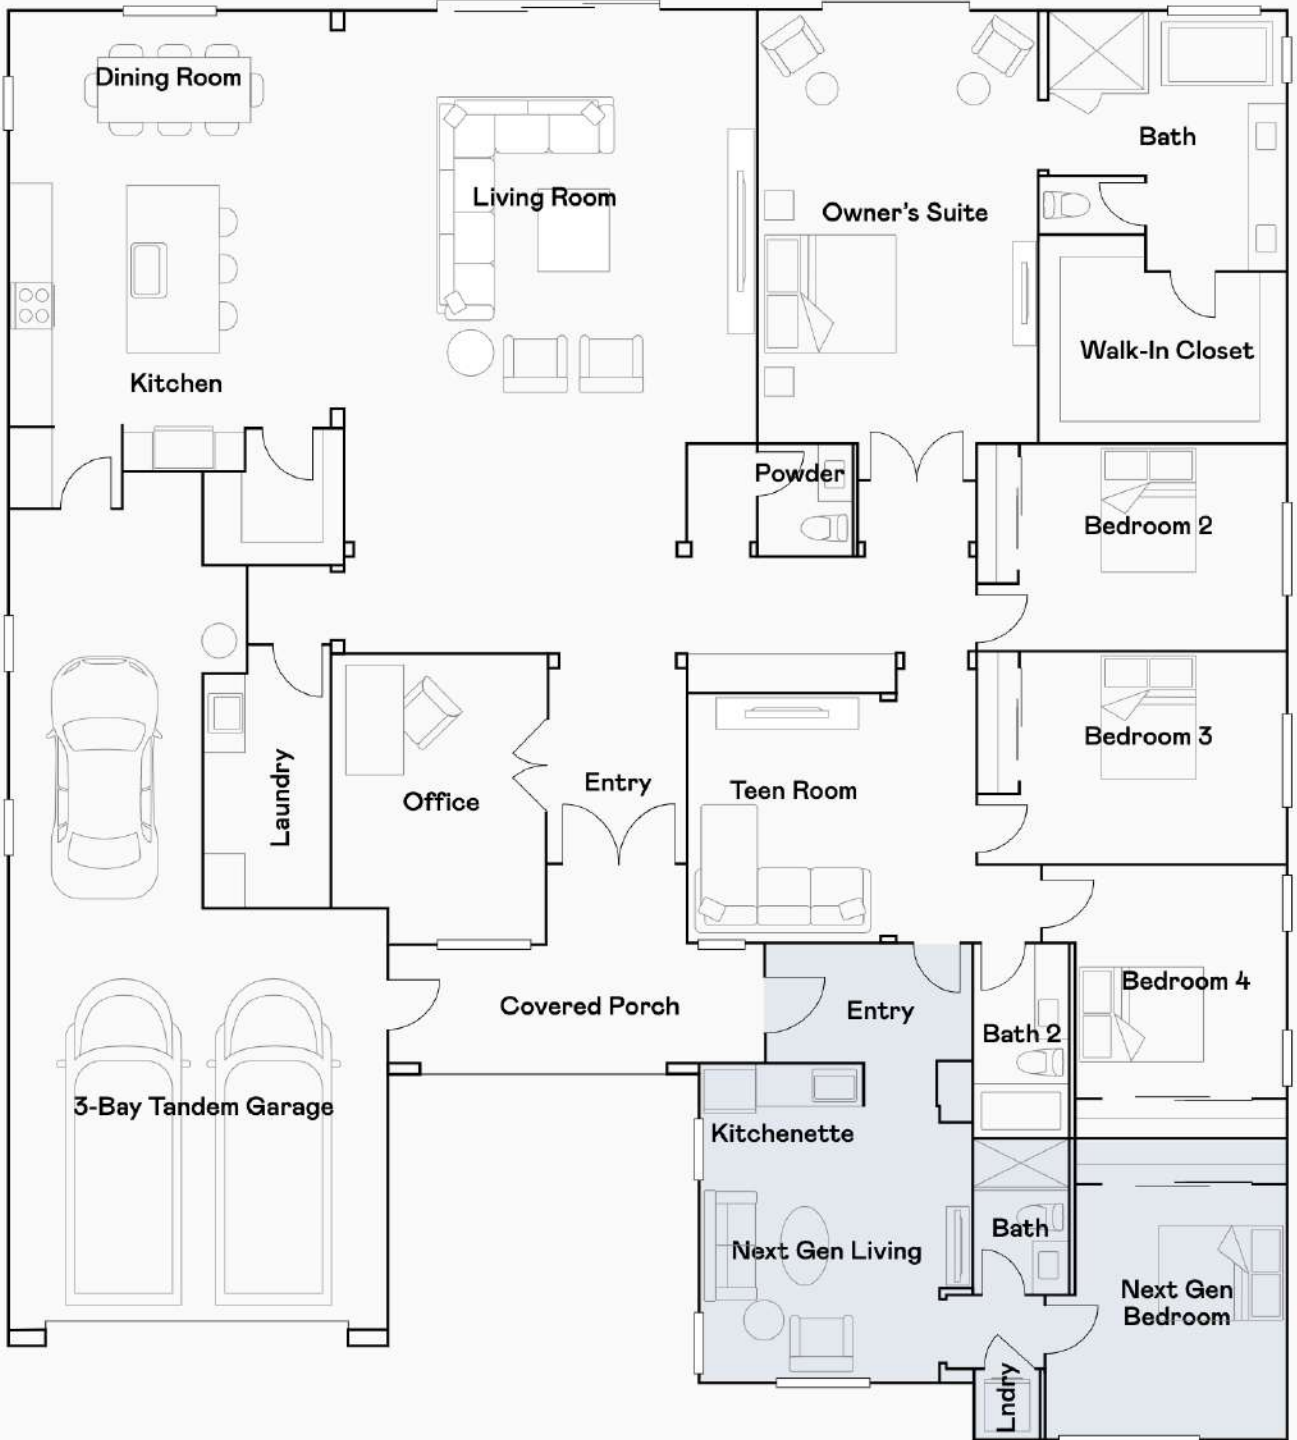 Dining Room
Bath
Living Room
Owner's Suite
Walk-In Closet
Kitchen
Powder
Bedroom 2
Bedroom 3
Entry
Teen Room
Laundry
Office
Bedroom 4
Covered Porch
Entry
Bath 2
3-Bay Tandem Garage
Kitchenette
Bath
Next Gen Living
Next Gen
Bedroom
Lndry